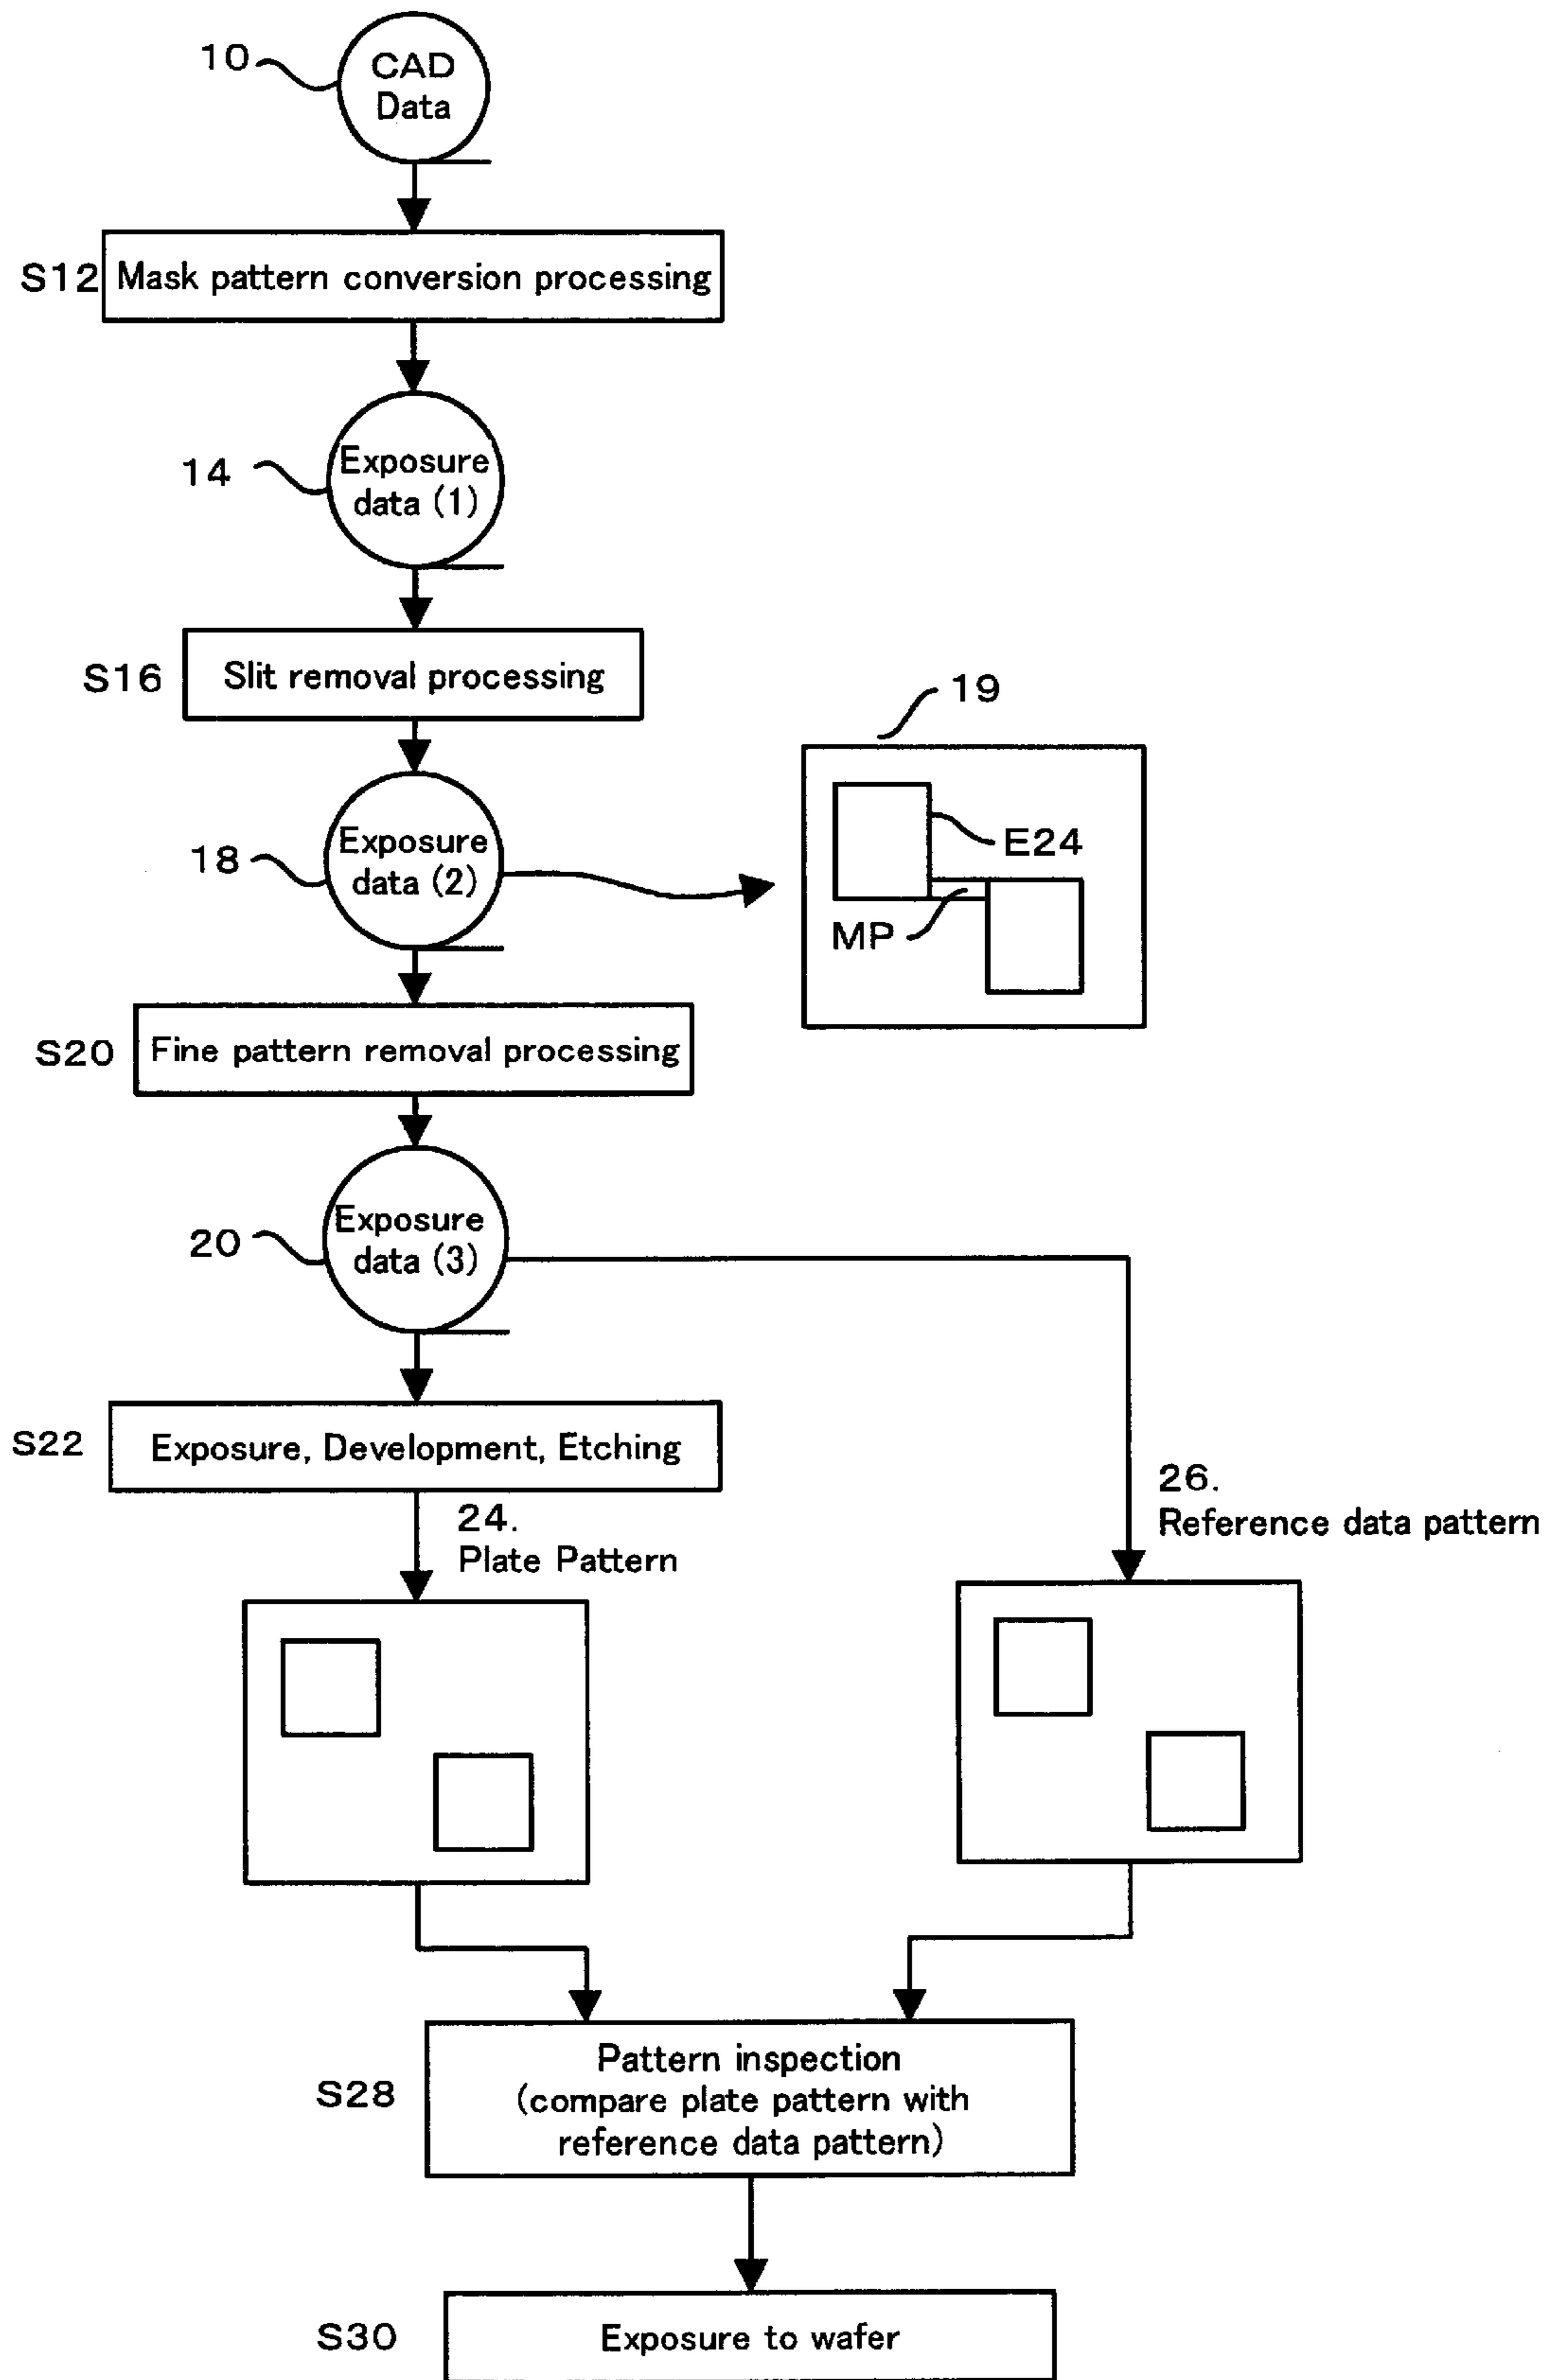 10
CAD
Data
S12
Mask pattern conversion processing
14
Exposure
data (1)
S16
Slit removal processing
19
18
Exposure
data (2)
E24
MP
S20
Fine pattern removal processing
20
Exposure
data (3)
S22
Exposure, Development, Etching
24.
Plate Pattern
26.
Reference data pattern
S28
Pattern inspection
(compare plate pattern with
reference data pattern)
S30
Exposure to wafer